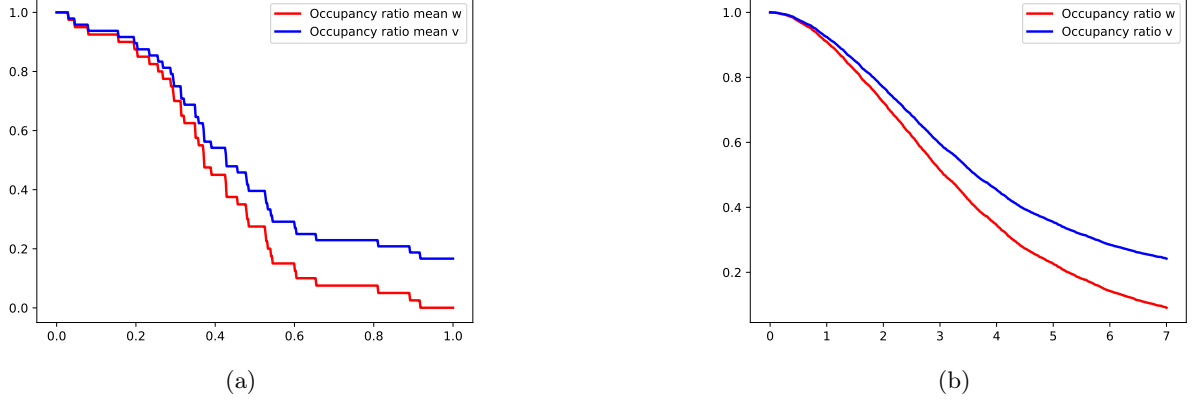 1.0
0.8
0.6
0.4
0.2
0.0
0.0 0.2 0.4 0.6 0.8 1.0
Occupancy ratio mean w
Occupancy ratio mean v
(a)
1.0
0.8
0.6
0.4
0.2
0 1 2 3 4 5 6 7
Occupancy ratio w
Occupancy ratio v
(b)